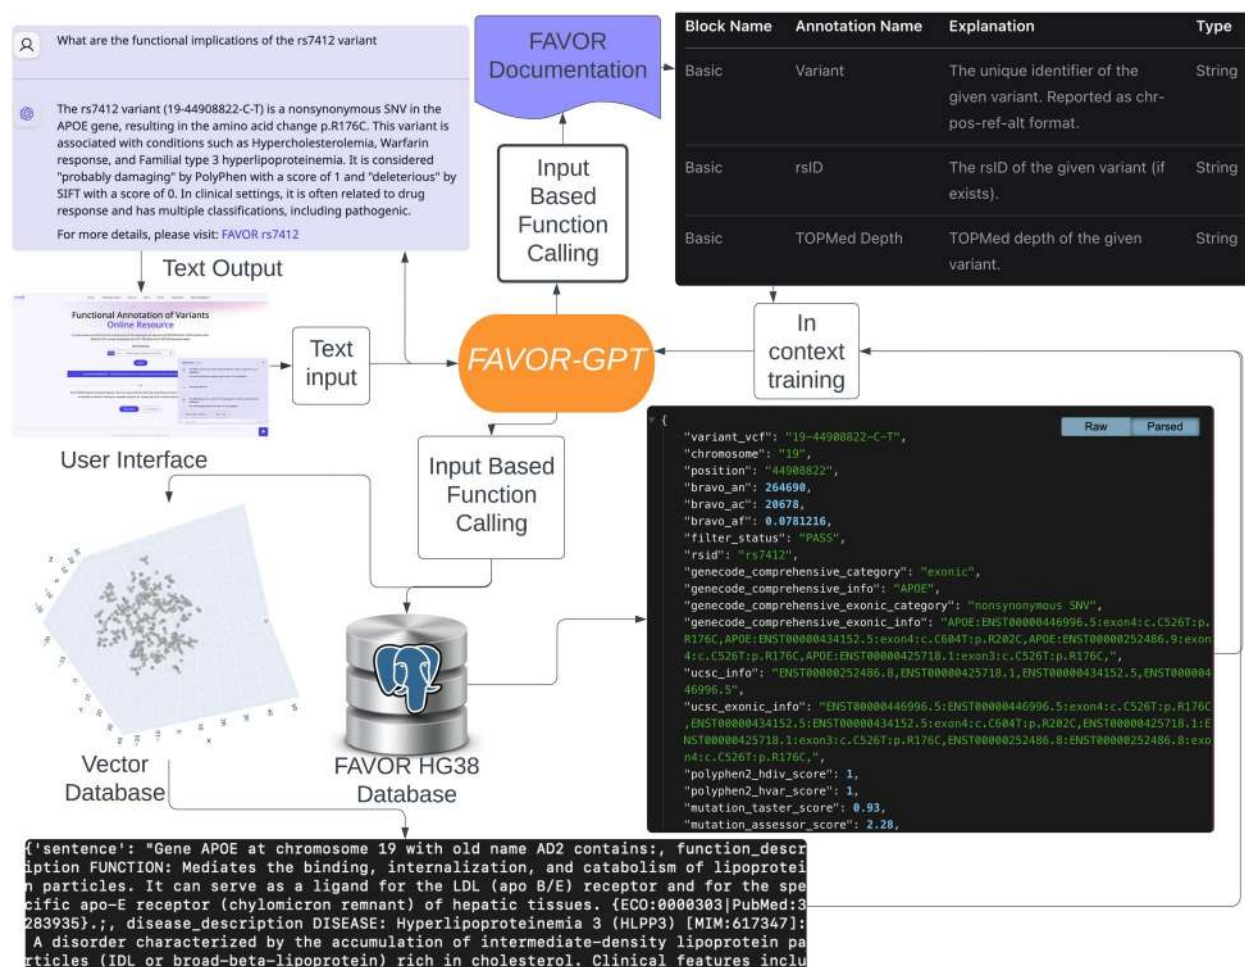 What are the functional implications of the rs7412 variant
The rs7412 variant (19-44908822-C-T) is a nonsynonymous SNV in the
APOE gene, resulting in the amino acid change p.R176C. This variant is
associated with conditions such as Hypercholesterolemia, Warfarin
response, and Familial type 3 hyperlipoproteinemia. It is considered
"probably damaging" by PolyPhen with a score of 1 and "deleterious" by
SIFT with a score of 0. In clinical settings, it is often related to drug
response and has multiple classifications, including pathogenic.
For more details, please visit: FAVOR rs7412
Text Output
FAVOR
Documentation
Input
Based
Function
Calling
Block Name Annotation Name Explanation Type
Basic Variant The unique identifier of the String
given variant. Reported as chr-
pos-ref-alt format.
Basic rsID The rsID of the given variant (if String
exists).
Basic TOPMed Depth TOPMed depth of the given String
variant.
Functional Annotation of Variants
Online Resource
User Interface
Text
input
FAVOR-GPT
In
context
training
Input Based
Function
Calling
Vector
Database
FAVOR HG38
Database
Raw Parsed
{
"variant_vcf": "19-44908822-C-T",
"chromosome": "19",
"position": "44908822",
"bravo_an": 264690,
"bravo_ac": 20678,
"bravo_af": 0.0781216,
"filter_status": "PASS",
"rsid": "rs7412",
"genecode_comprehensive_category": "exonic",
"genecode_comprehensive_info": "APOE",
"genecode_comprehensive_exonic_category": "nonsynonymous SNV",
"genecode_comprehensive_exonic_info": "APOE:ENST00000446996.5:exon4:c.C526T:p.
R176C,APOE:ENST00000434152.5:exon4:c.C604T:p.R202C,APOE:ENST00000252486.9:exon
4:c.C526T:p.R176C,APOE:ENST00000425718.1:exon3:c.C526T:p.R176C,",
"ucsc_info": "ENST00000252486.8,ENST00000425718.1,ENST00000434152.5,ENST000004
46996.5",
"ucsc_exonic_info": "ENST00000446996.5:ENST00000446996.5:exon4:c.C526T:p.R176C
,ENST00000434152.5:ENST00000434152.5:exon4:c.C604T:p.R202C,ENST00000425718.1:E
NST00000425718.1:exon3:c.C526T:p.R176C,ENST00000252486.8:ENST00000252486.8:exo
n4:c.C526T:p.R176C,",
"polyphen2_hdiv_score": 1,
"polyphen2_hvar_score": 1,
"mutation_taster_score": 0.93,
"mutation_assessor_score": 2.28,
{'sentence': "Gene APOE at chromosome 19 with old name AD2 contains:, function_descr
iption FUNCTION: Mediates the binding, internalization, and catabolism of lipoprotei
n particles. It can serve as a ligand for the LDL (apo B/E) receptor and for the spe
cific apo-E receptor (chylomicron remnant) of hepatic tissues. {ECO:0000303|PubMed:3
283935}.;, disease_description DISEASE: Hyperlipoproteinemia 3 (HLPP3) [MIM:617347]:
A disorder characterized by the accumulation of intermediate-density lipoprotein pa
rticles (IDL or broad-beta-lipoprotein) rich in cholesterol. Clinical features inclu